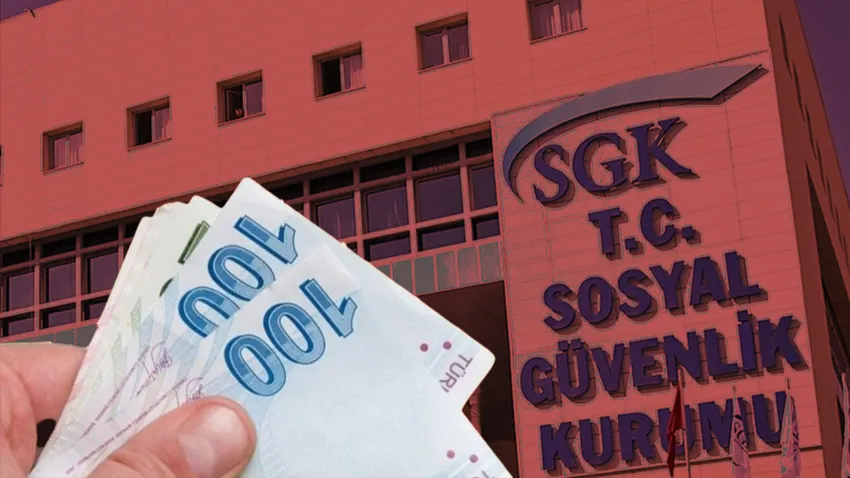 SGK
T.C.
SOSYAL
GÜVENLİK
KURUMU
100
100
TÜR